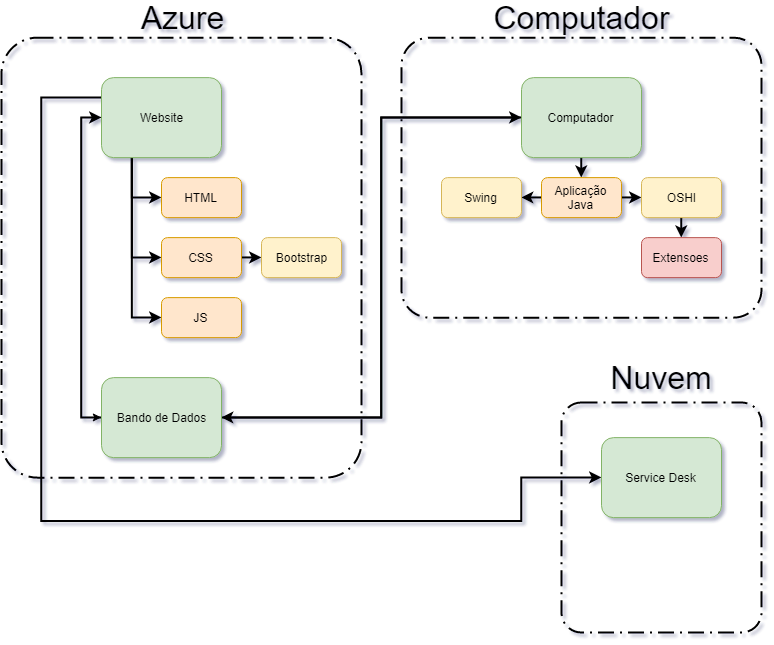 Azure
Website
HTML
CSS
Bootstrap
JS
Bando de Dados
Computador
Computador
Swing
Aplicação
Java
OSHI
Extensoes
Nuvem
Service Desk